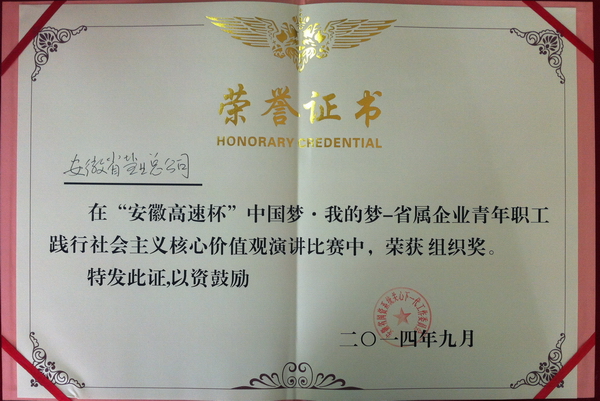 荣誉证书
HONORARY CREDENTIAL
安徽省盐业总公司
在“安徽高速杯”中国梦·我的梦-省属企业青年职工
践行社会主义核心价值观演讲比赛中，荣获 组织奖。
特发此证,以资鼓励
二〇一四年九月